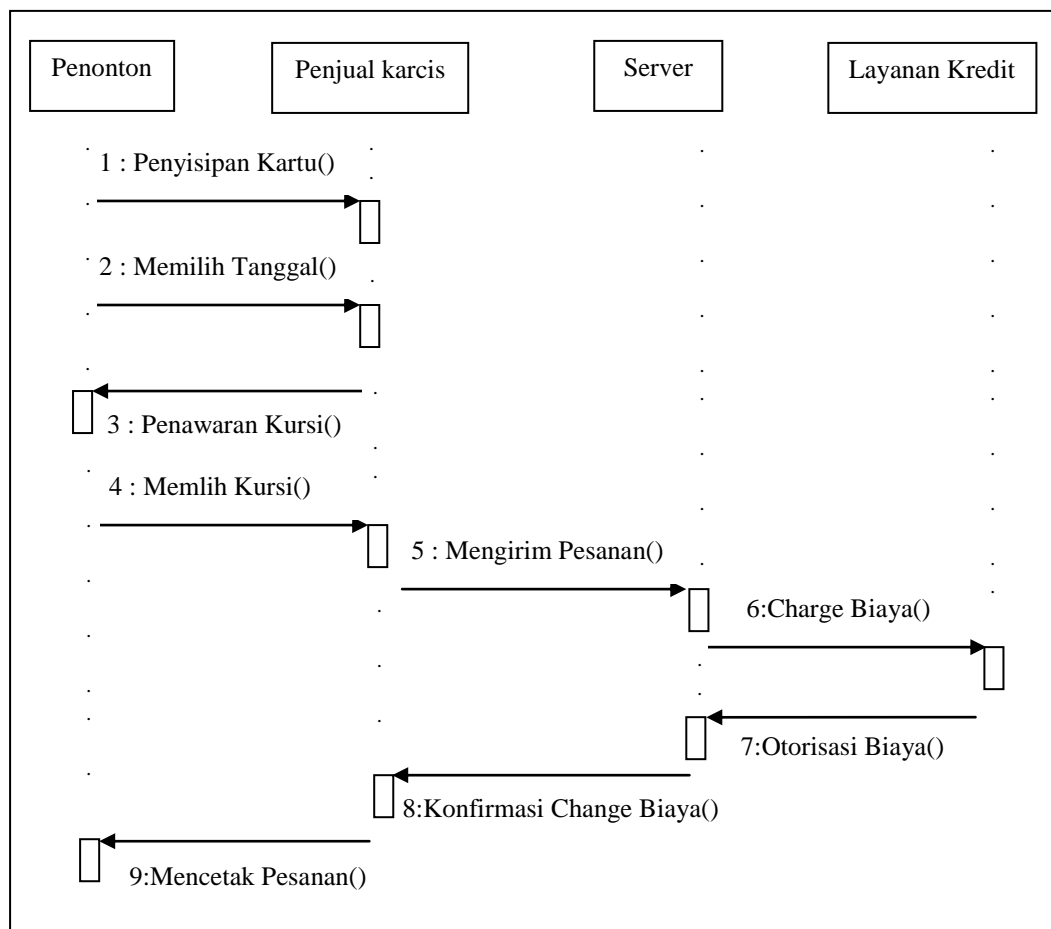 Penonton
Penjual karcis
Server
Layanan Kredit
1 : Penyisipan Kartu()
2 : Memilih Tanggal()
3 : Penawaran Kursi()
4 : Memlih Kursi()
5 : Mengirim Pesanan()
6:Charge Biaya()
7:Otorisasi Biaya()
8:Konfirmasi Change Biaya()
9:Mencetak Pesanan()